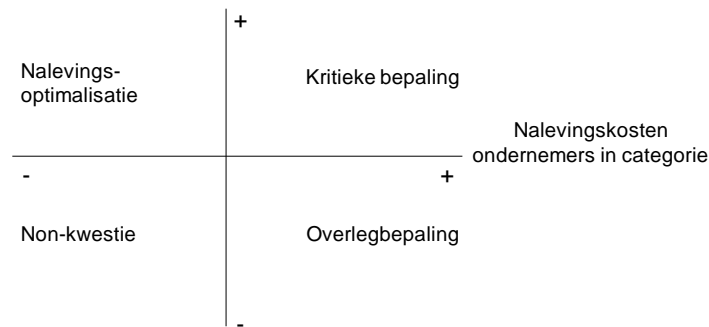 +
Nalevings-
optimalisatie
Kritieke bepaling
Nalevingskosten
ondernemers in categorie
-
+
Non-kwestie
Overlegbepaling
-